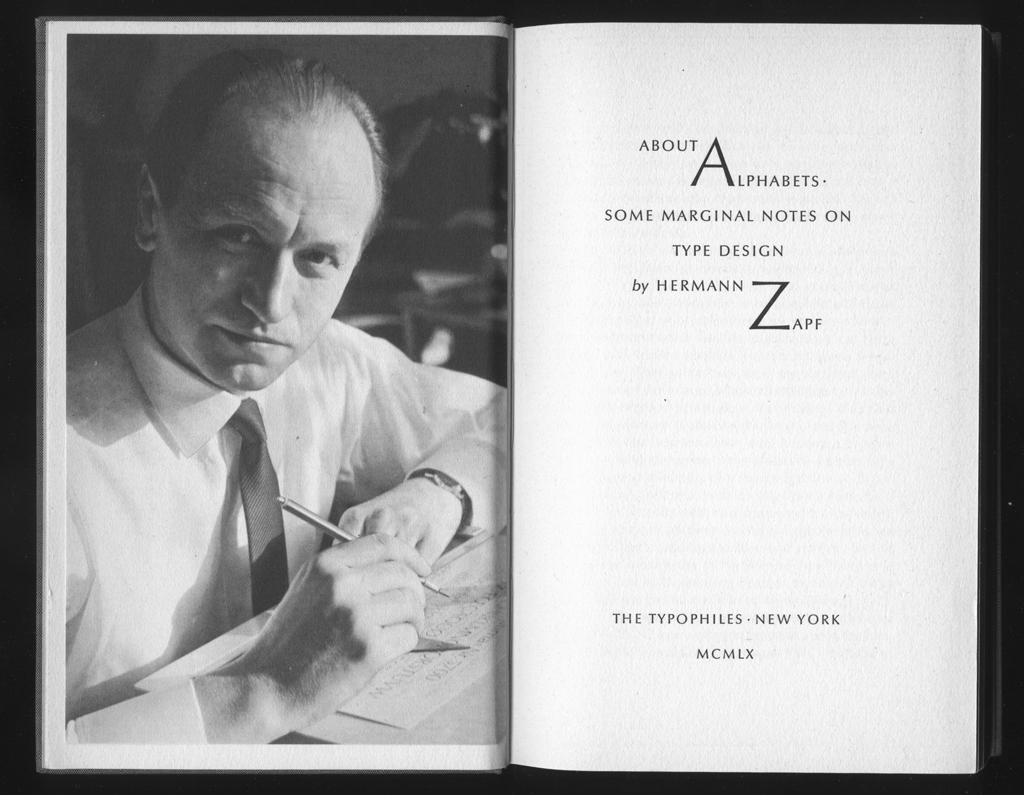 ABOUT ALPHABETS·
SOME MARGINAL NOTES ON
TYPE DESIGN
by HERMANN ZAPF
THE TYPOPHILES · NEW YORK
MCMLX